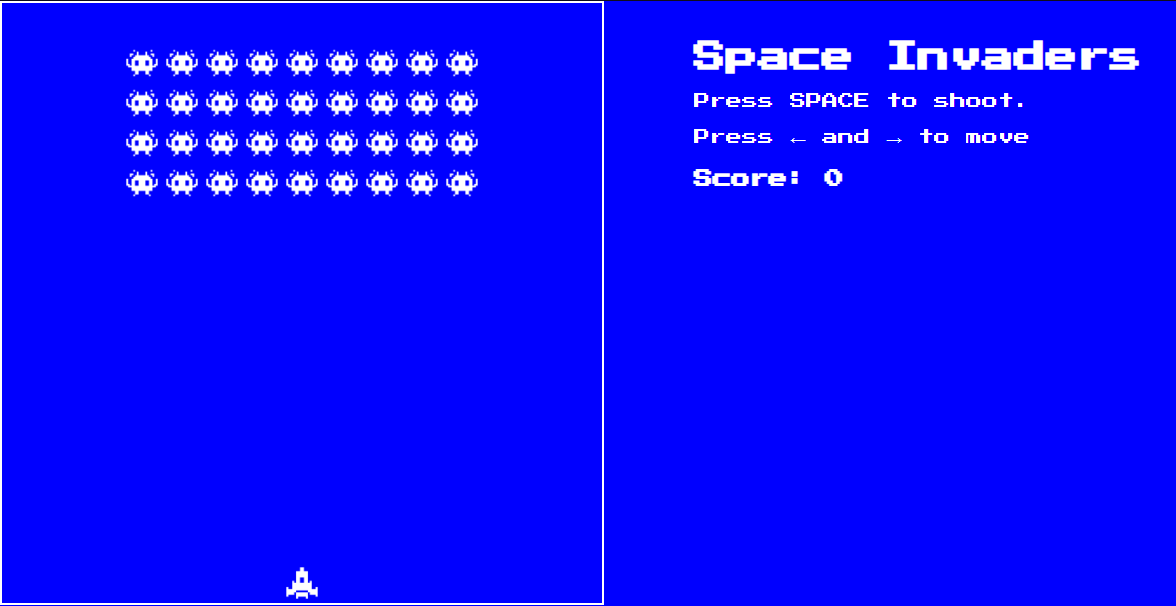 Space Invaders
Press SPACE to shoot.
Press ← and → to move
Score: 0